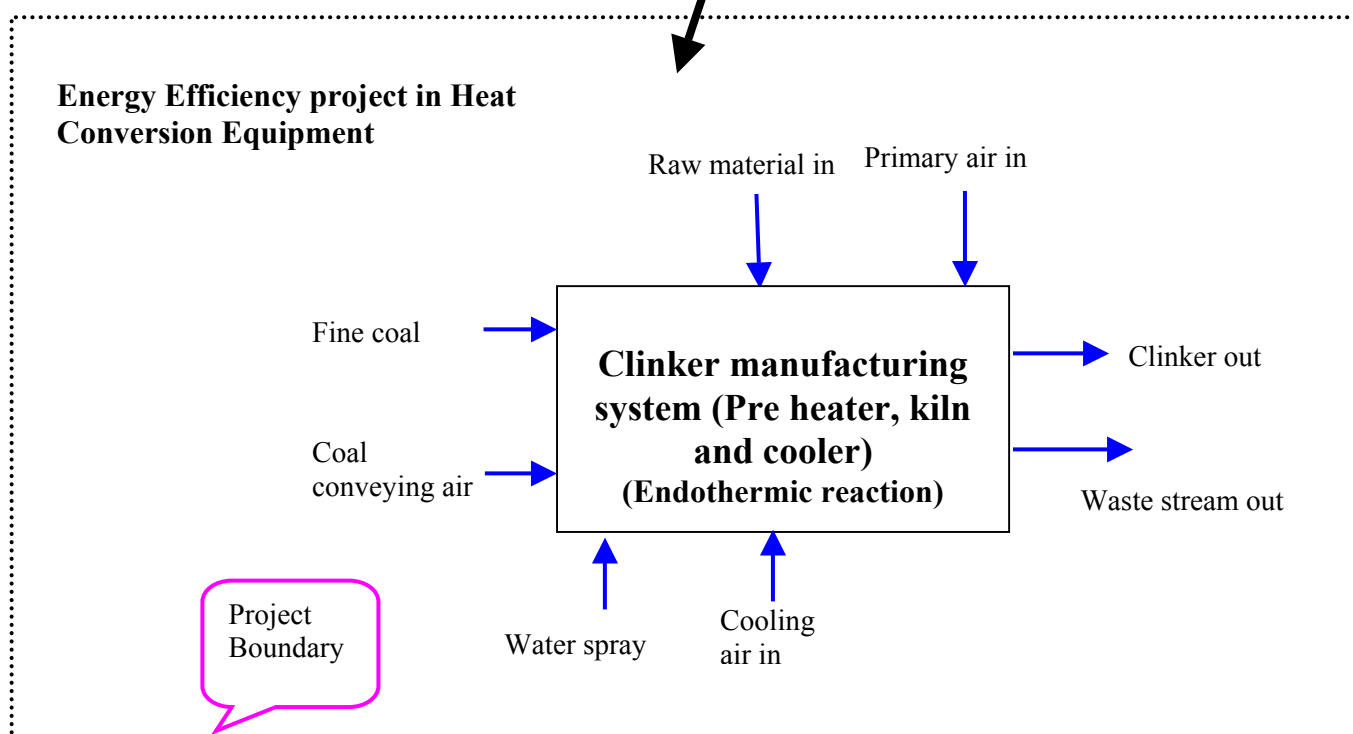 Energy Efficiency project in Heat
Conversion Equipment
Raw material in
Primary air in
Fine coal
Coal
conveying air
Clinker manufacturing
system (Pre heater, kiln
and cooler)
(Endothermic reaction)
Clinker out
Waste stream out
Project
Boundary
Water spray
Cooling
air in